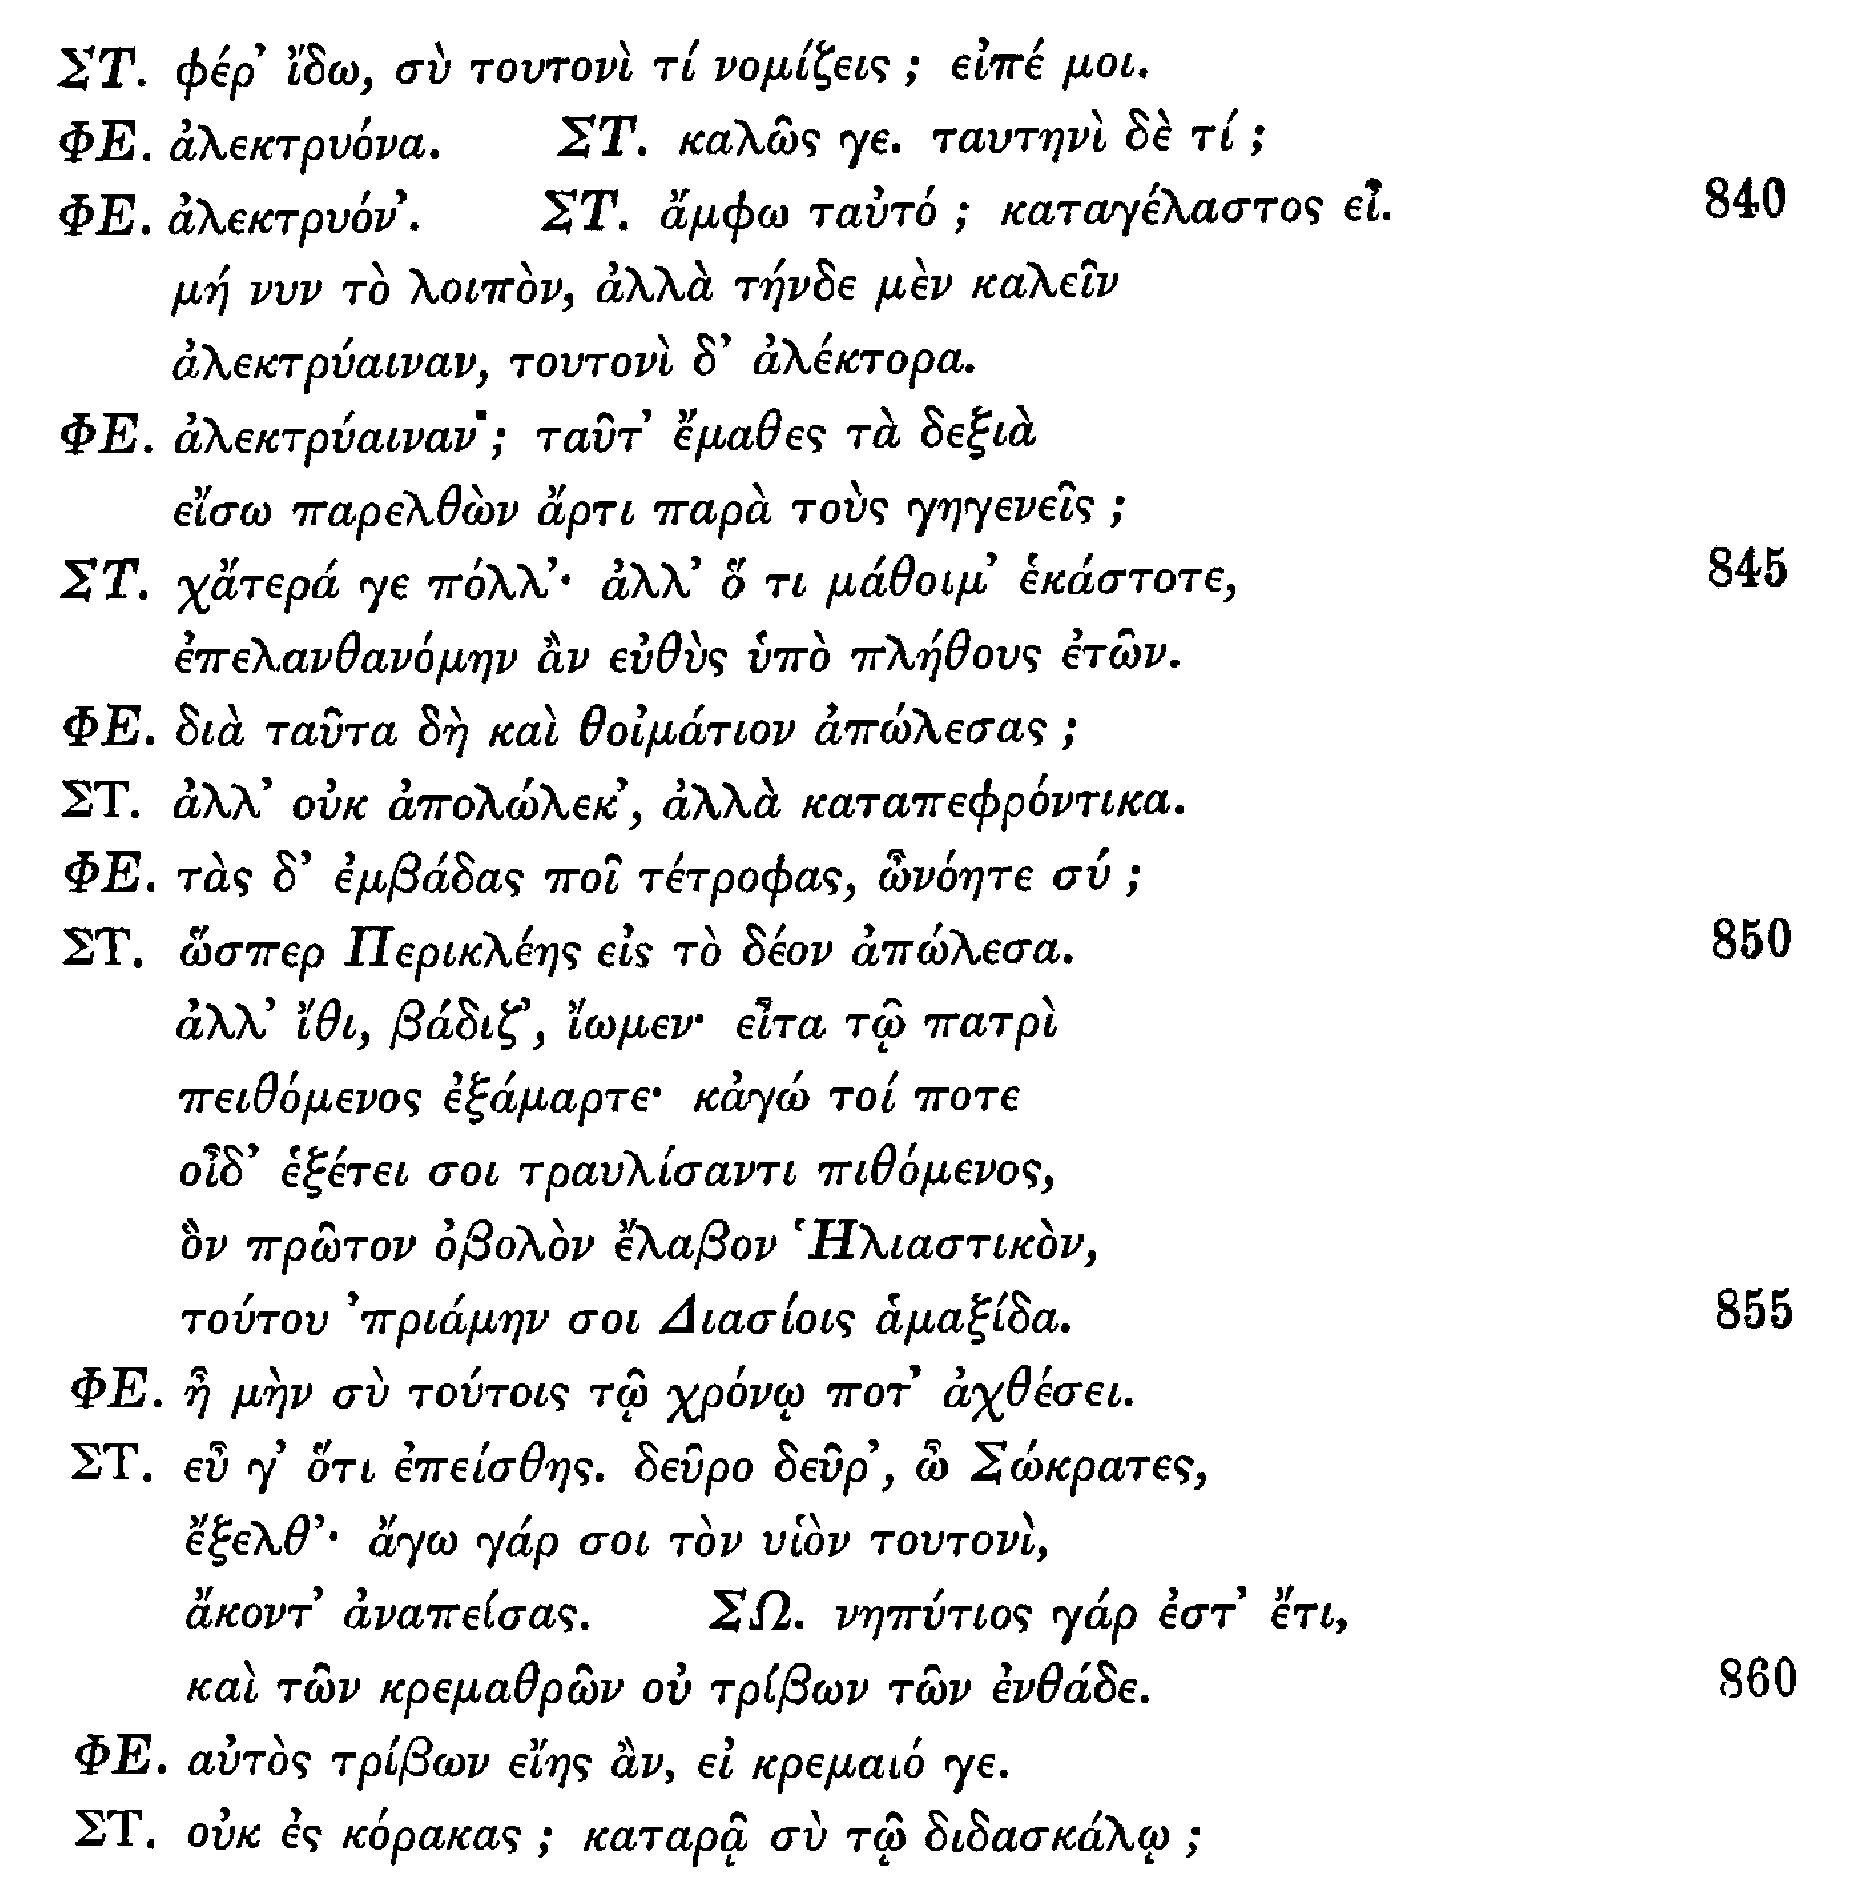 ΣΤ. φέρ’ ἴδω, σὺ τουτονὶ τί νομίζεις ; εἰπέ μοι.
ΦΕ. ἀλεκτρυόνα. ΣΤ. καλῶς γε. ταυτηνὶ δὲ τί ;
ΦΕ. ἀλεκτρυόν’. ΣΤ. ἄμφω ταὐτό ; καταγέλαστος εἶ. 840
μή νυν τὸ λοιπὸν, ἀλλὰ τήνδε μὲν καλεῖν
ἀλεκτρύαιναν, τουτονὶ δ’ ἀλέκτορα.
ΦΕ. ἀλεκτρύαιναν ; ταῦτ’ ἔμαθες τὰ δεξιὰ
εἴσω παρελθὼν ἄρτι παρὰ τοὺς γηγενεῖς ;
ΣΤ. χἄτερά γε πόλλ’· ἀλλ’ ὅ τι μάθοιμ’ ἑκάστοτε, 845
ἐπελανθανόμην ἂν εὐθὺς ὑπὸ πλήθους ἐτῶν.
ΦΕ. διὰ ταῦτα δὴ καὶ θοἰμάτιον ἀπώλεσας ;
ΣΤ. ἀλλ’ οὐκ ἀπολώλεκ’, ἀλλὰ καταπεφρόντικα.
ΦΕ. τὰς δ’ ἐμβάδας ποῖ τέτροφας, ὦνόητε σύ ;
ΣΤ. ὥσπερ Περικλέης εἰς τὸ δέον ἀπώλεσα. 850
ἀλλ’ ἴθι, βάδιζ’, ἴωμεν· εἶτα τῷ πατρὶ
πειθόμενος ἐξάμαρτε· κἀγώ τοί ποτε
οἶδ’ ἑξέτει σοι τραυλίσαντι πιθόμενος,
ὃν πρῶτον ὀβολὸν ἔλαβον Ἡλιαστικὸν,
τούτου ’πριάμην σοι Διασίοις ἁμαξίδα. 855
ΦΕ. ἦ μὴν σὺ τούτοις τῷ χρόνῳ ποτ’ ἀχθέσει.
ΣΤ. εὖ γ’ ὅτι ἐπείσθης. δεῦρο δεῦρ’, ὦ Σώκρατες,
ἔξελθ’· ἄγω γάρ σοι τὸν υἱὸν τουτονὶ,
ἄκοντ’ ἀναπείσας. ΣΩ. νηπύτιος γάρ ἐστ’ ἔτι,
καὶ τῶν κρεμαθρῶν οὐ τρίβων τῶν ἐνθάδε. 860
ΦΕ. αὐτὸς τρίβων εἴης ἂν, εἰ κρεμαιό γε.
ΣΤ. οὐκ ἐς κόρακας ; καταρᾷ σὺ τῷ διδασκάλῳ ;